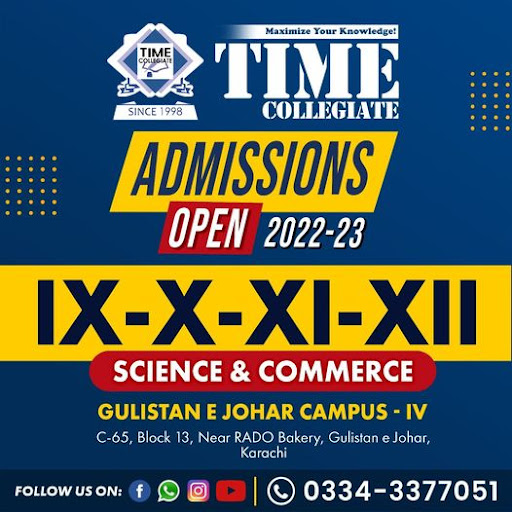 TIME
COLLEGIATE
SINCE 1998
Maximize Your Knowledge!
TIME
COLLEGIATE
ADMISSIONS
OPEN 2022-23
IX-X-XI-XII
SCIENCE & COMMERCE
GULISTAN E JOHAR CAMPUS - IV
C-65, Block 13, Near RADO Bakery, Gulistan e Johar,
Karachi
FOLLOW US ON: 0334-3377051